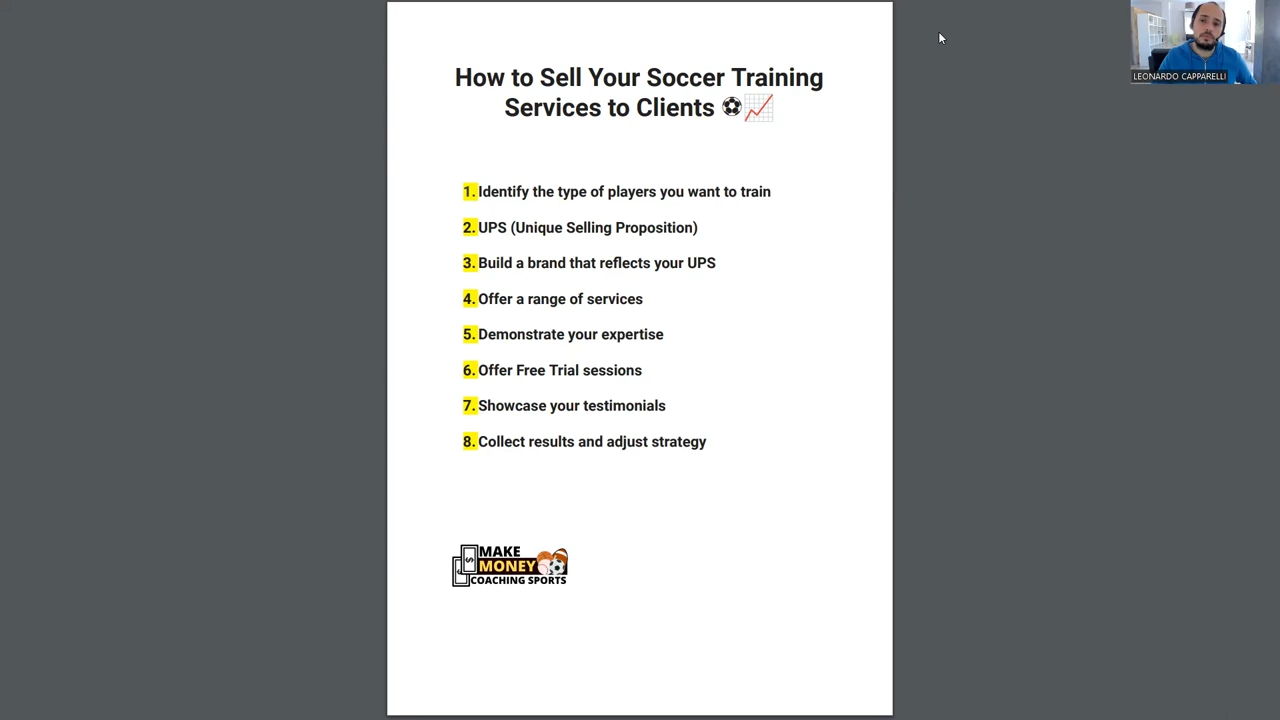 How to Sell Your Soccer Training
Services to Clients ⚽📈
1. Identify the type of players you want to train
2. UPS (Unique Selling Proposition)
3. Build a brand that reflects your UPS
4. Offer a range of services
5. Demonstrate your expertise
6. Offer Free Trial sessions
7. Showcase your testimonials
8. Collect results and adjust strategy
MAKE
MONEY
COACHING SPORTS
LEONARDO CAPPARELLI